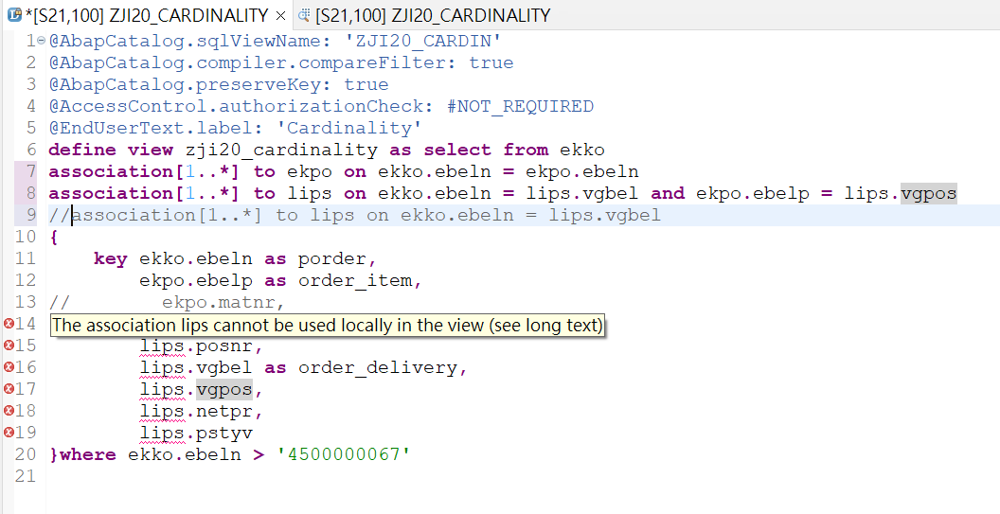 *[S21,100] ZJI20_CARDINALITY [S21,100] ZJI20_CARDINALITY
1 @AbapCatalog.sqlViewName: 'ZJI20_CARDIN'
2 @AbapCatalog.compiler.compareFilter: true
3 @AbapCatalog.preserveKey: true
4 @AccessControl.authorizationCheck: #NOT_REQUIRED
5 @EndUserText.label: 'Cardinality'
6 define view zji20_cardinality as select from ekko
7 association[1..*] to ekpo on ekko.ebeln = ekpo.ebeln
8 association[1..*] to lips on ekko.ebeln = lips.vgbel and ekpo.ebelp = lips.vgpos
9 //association[1..*] to lips on ekko.ebeln = lips.vgbel
10 {
11 key ekko.ebeln as porder,
12 ekpo.ebelp as order_item,
13 // ekpo.matnr,
14 The association lips cannot be used locally in the view (see long text)
15 lips.posnr,
16 lips.vgbel as order_delivery,
17 lips.vgpos,
18 lips.netpr,
19 lips.pstyv
20 }where ekko.ebeln > '4500000067'
21